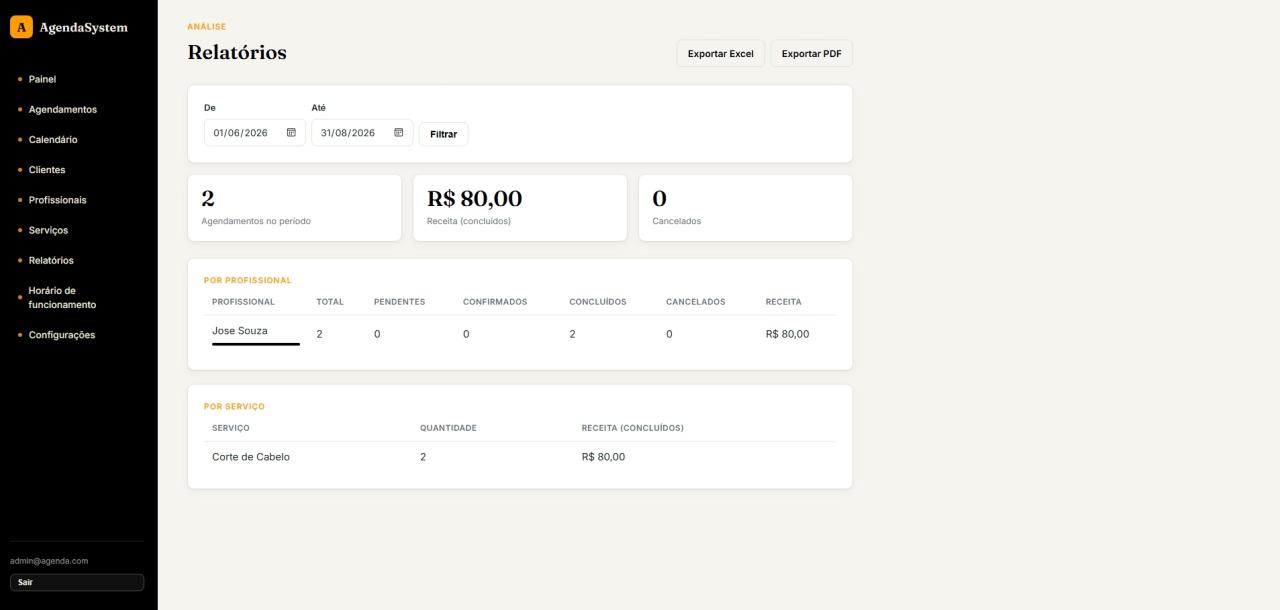 A AgendaSystem
Painel
Agendamentos
Calendário
Clientes
Profissionais
Serviços
Relatórios
Horário de
funcionamento
Configurações
admin@agenda.com
Sair
ANÁLISE
Relatórios
Exportar Excel Exportar PDF
De Até
01/06/2026 31/08/2026 Filtrar
2 R$ 80,00 0
Agendamentos no período Receita (concluídos) Cancelados
POR PROFISSIONAL
PROFISSIONAL TOTAL PENDENTES CONFIRMADOS CONCLUÍDOS CANCELADOS RECEITA
Jose Souza 2 0 0 2 0 R$ 80,00
POR SERVIÇO
SERVIÇO QUANTIDADE RECEITA (CONCLUÍDOS)
Corte de Cabelo 2 R$ 80,00